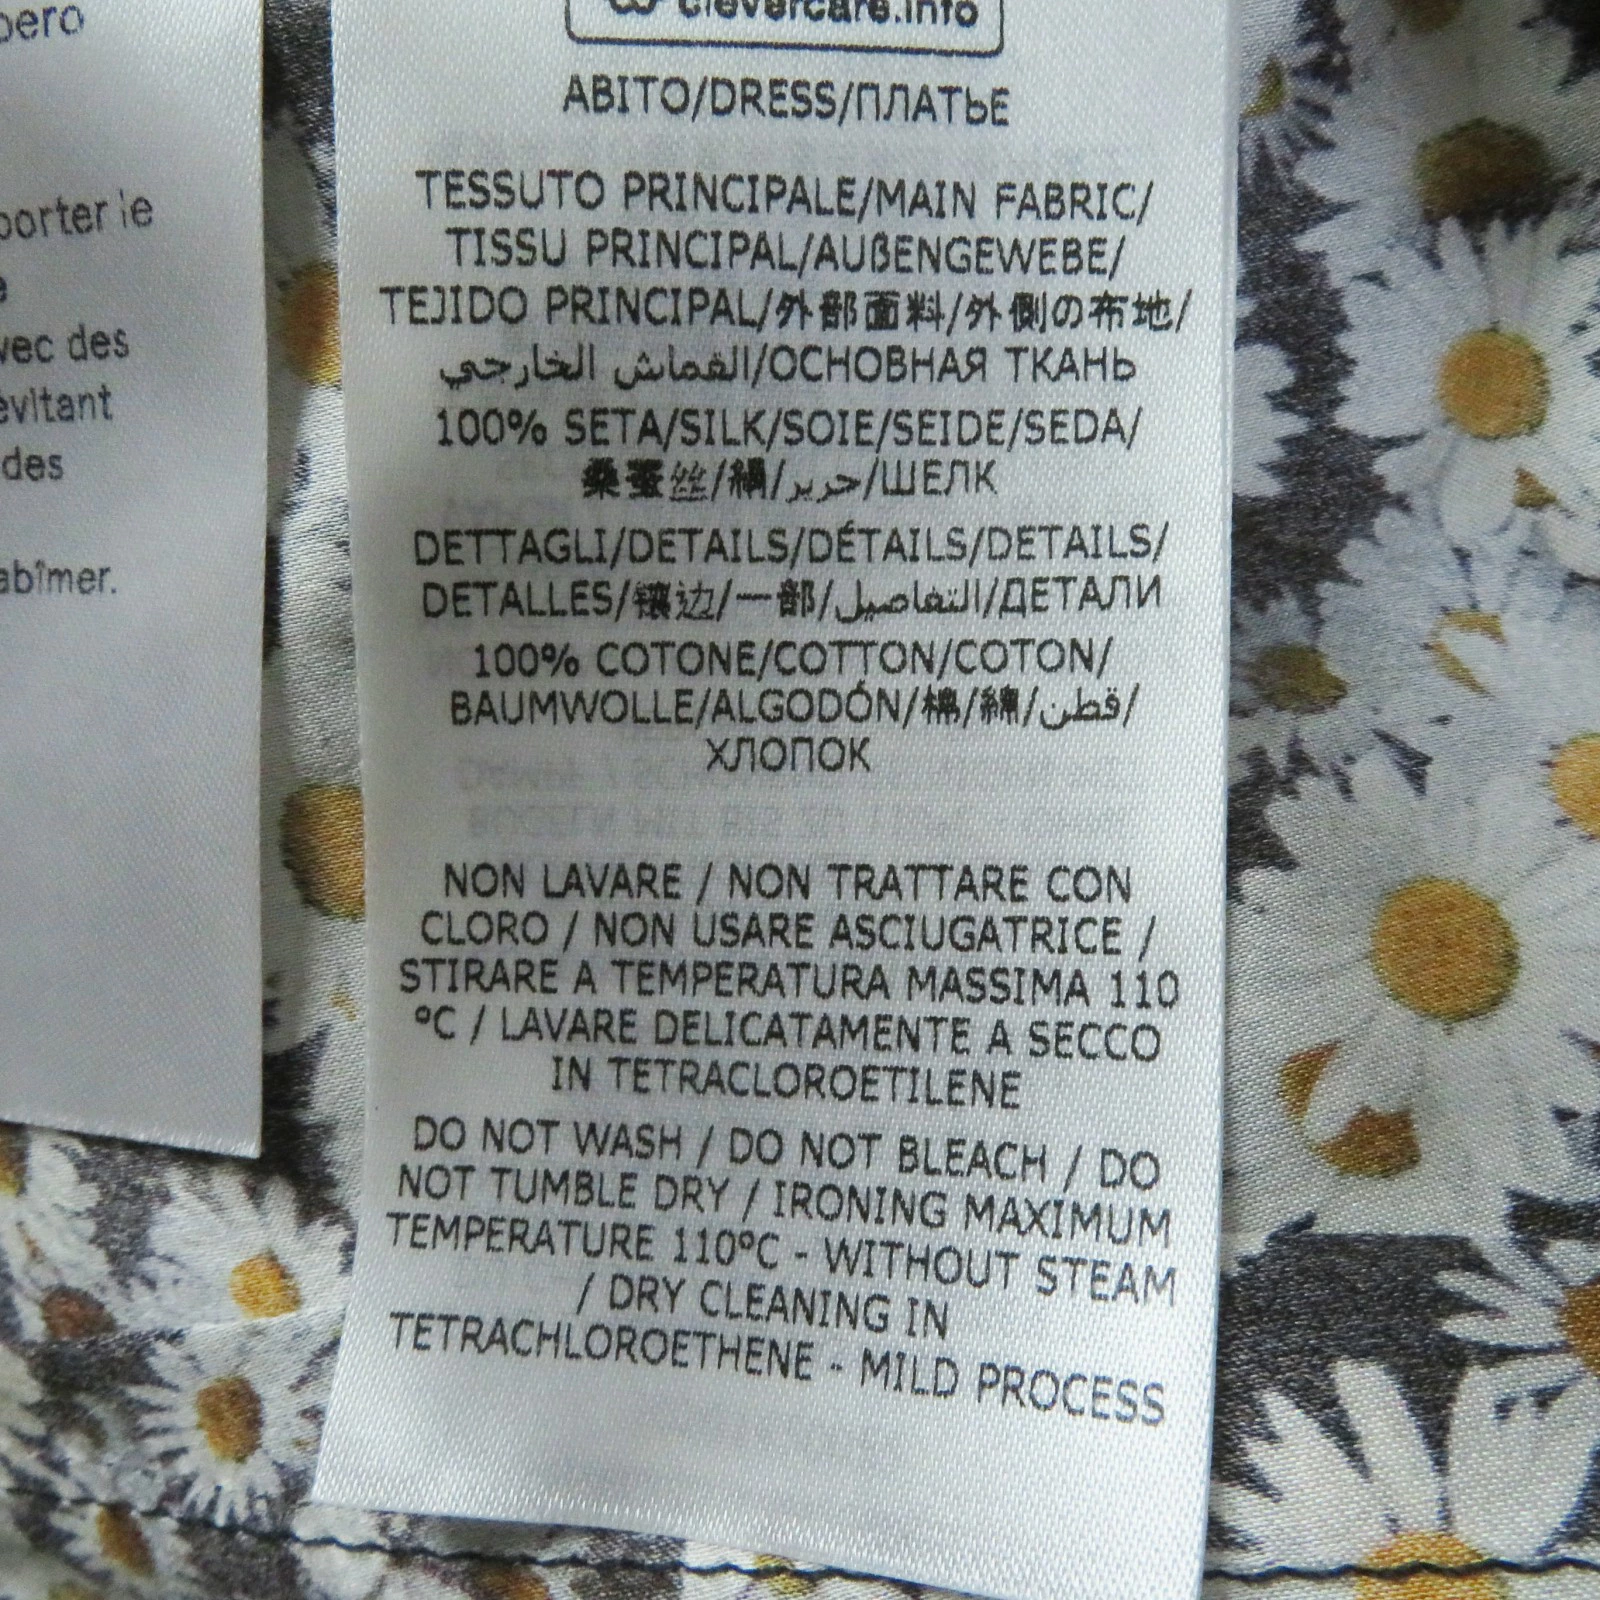 pero
porter le
e
vec des
évitant
des
abîmer.
clevercare.info
ABITO/DRESS/ПЛАТЬЕ
TESSUTO PRINCIPALE/MAIN FABRIC/
TISSU PRINCIPAL/AUßENGEWEBE/
TEJIDO PRINCIPAL/外部面料/外側の布地/
القماش الخارجي/ОСНОВНАЯ ТКАНЬ
100% SETA/SILK/SOIE/SEIDE/SEDA/
桑蚕丝/絹/حرير/ШЕЛК
DETTAGLI/DETAILS/DÉTAILS/DETAILS/
DETALLES/镶边/一部/التفاصيل/ДЕТАЛИ
100% COTONE/COTTON/COTON/
BAUMWOLLE/ALGODÓN/棉/綿/قطن/
ХЛОПОК
NON LAVARE / NON TRATTARE CON
CLORO / NON USARE ASCIUGATRICE /
STIRARE A TEMPERATURA MASSIMA 110
°C / LAVARE DELICATAMENTE A SECCO
IN TETRACLOROETILENE
DO NOT WASH / DO NOT BLEACH / DO
NOT TUMBLE DRY / IRONING MAXIMUM
TEMPERATURE 110°C - WITHOUT STEAM
/ DRY CLEANING IN
TETRACHLOROETHENE - MILD PROCESS